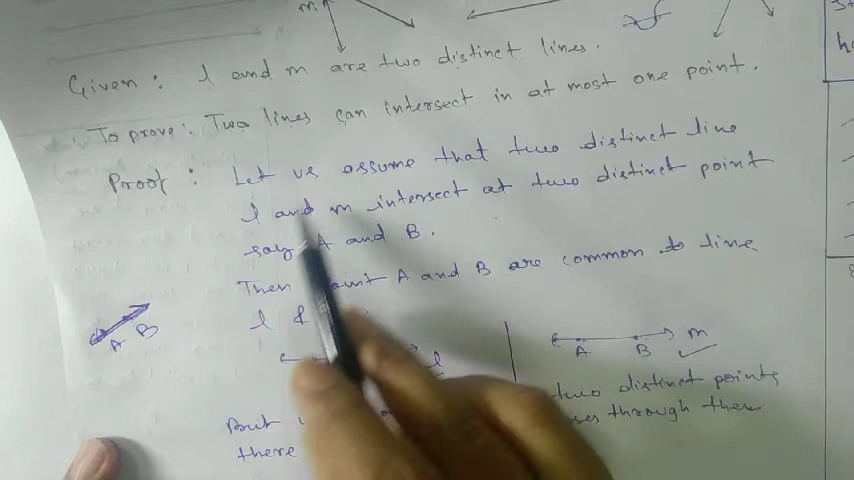 m
Given : l and m are two distinct lines.
To prove : Two lines can intersect in at most one point.
Proof : Let us assume that two distinct line
l and m intersect at two distinct point
say A and B.
Then point A and B are common to line
l &
A B
l
A B m
But two distinct points
there passes through them